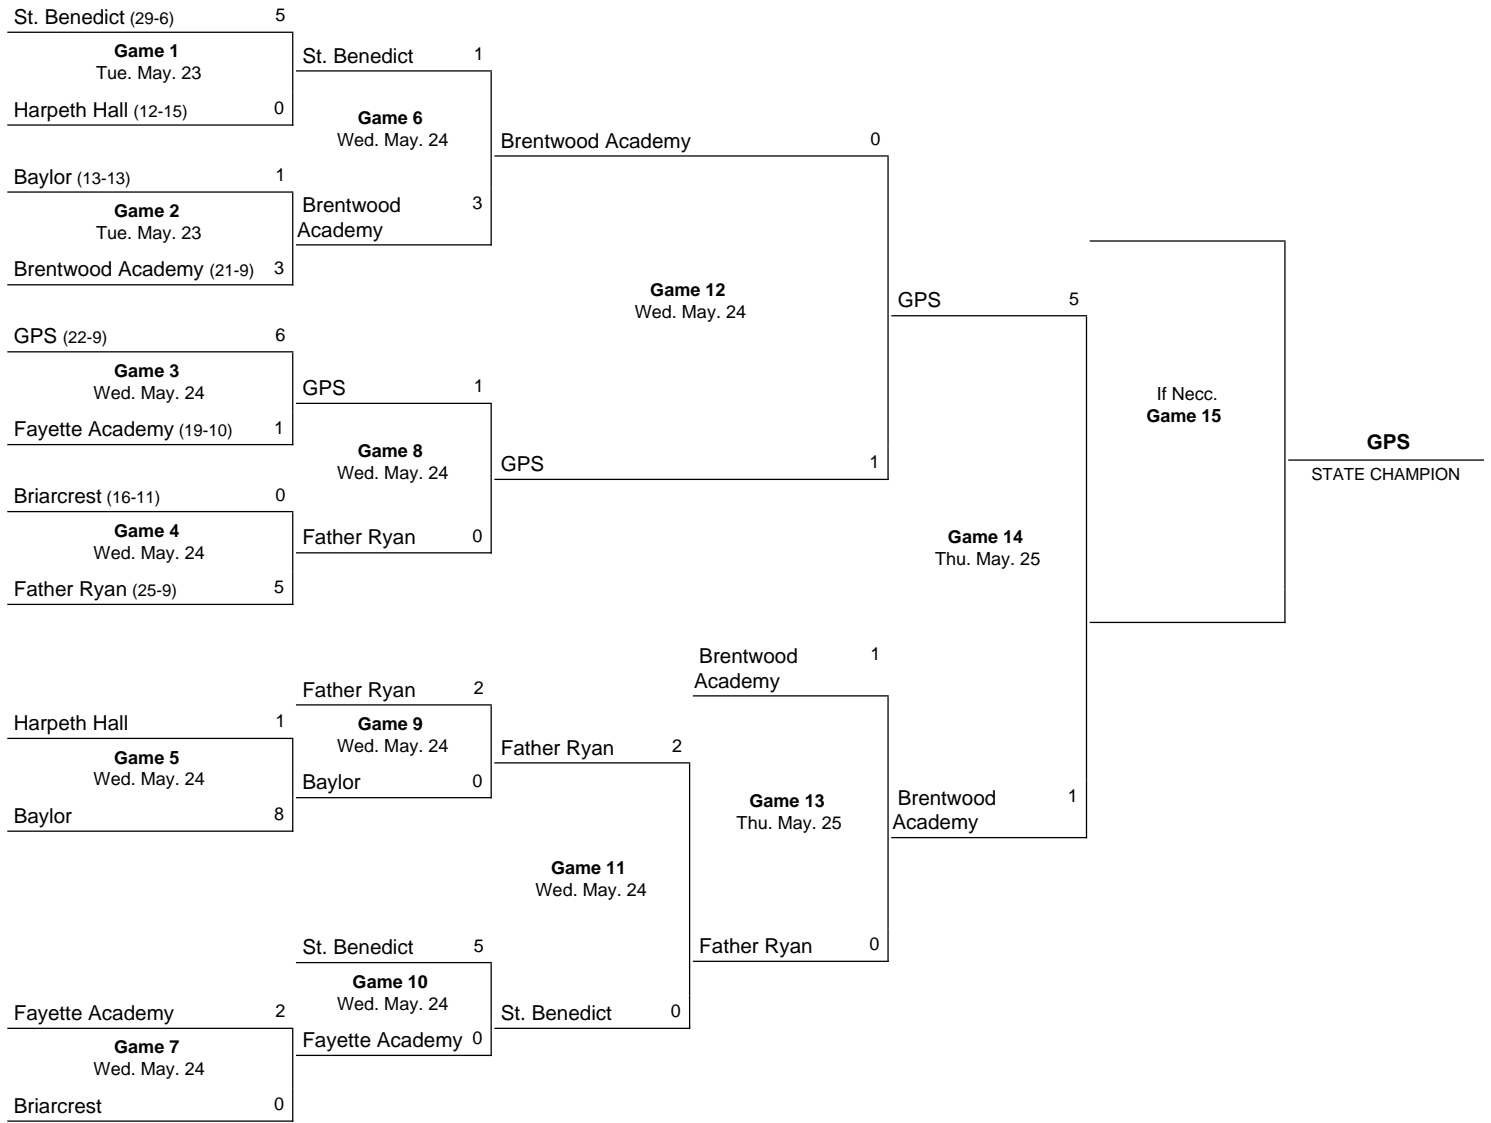 St. Benedict (29-6) 5
Game 1
Tue. May. 23
Harpeth Hall (12-15) 0
Baylor (13-13) 1
Game 2
Tue. May. 23
Brentwood Academy (21-9) 3
GPS (22-9) 6
Game 3
Wed. May. 24
Fayette Academy (19-10) 1
Briarcrest (16-11) 0
Game 4
Wed. May. 24
Father Ryan (25-9) 5
Harpeth Hall 1
Game 5
Wed. May. 24
Baylor 8
Fayette Academy 2
Game 7
Wed. May. 24
Briarcrest 0
St. Benedict 1
Game 6
Wed. May. 24
Brentwood 3
Academy
GPS 1
Game 8
Wed. May. 24
Father Ryan 0
Father Ryan 2
Game 9
Wed. May. 24
Baylor 0
St. Benedict 5
Game 10
Wed. May. 24
Fayette Academy 0
Brentwood Academy 0
Game 12
Wed. May. 24
GPS 1
Father Ryan 2
Game 11
Wed. May. 24
St. Benedict 0
Brentwood 1
Academy
Game 13
Thu. May. 25
Father Ryan 0
GPS 5
Game 14
Thu. May. 25
Brentwood 1
Academy
If Necc.
Game 15
GPS
STATE CHAMPION